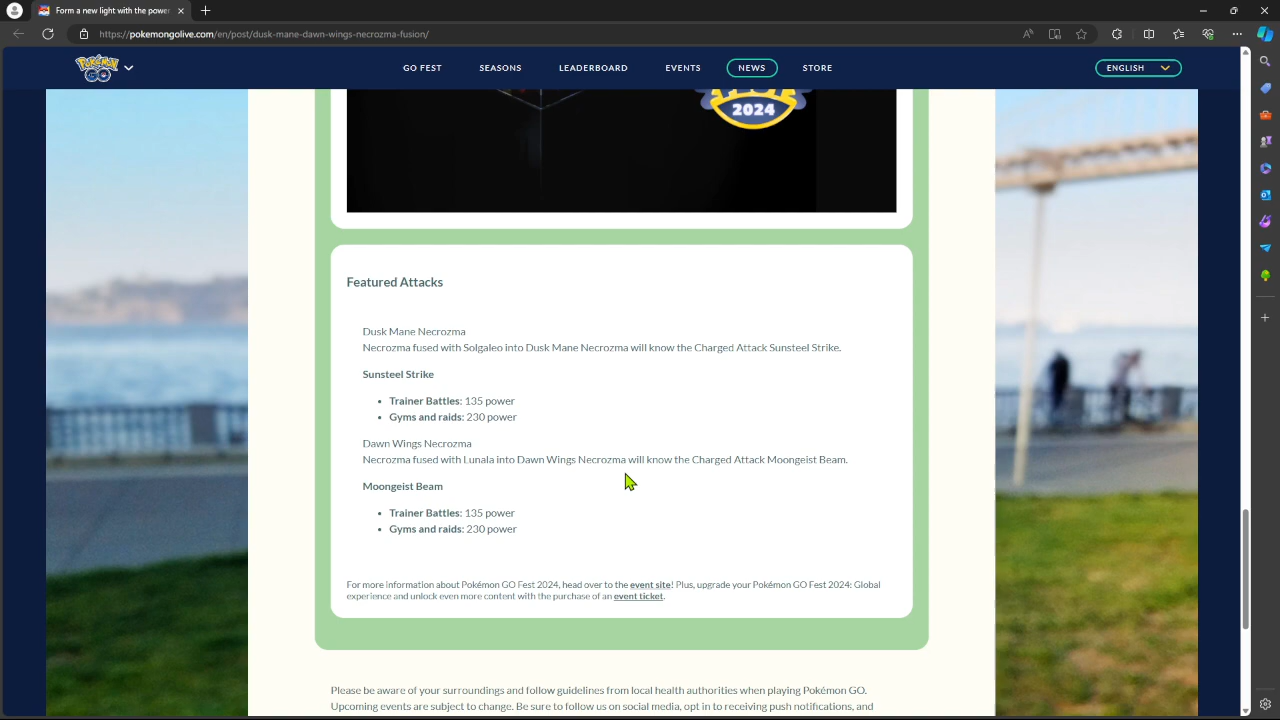 Form a new light with the power
https://pokemongolive.com/en/post/dusk-mane-dawn-wings-necrozma-fusion/
POKÉMON GO
GO FEST
SEASONS
LEADERBOARD
EVENTS
NEWS
STORE
ENGLISH
2024
Featured Attacks
Dusk Mane Necrozma
Necrozma fused with Solgaleo into Dusk Mane Necrozma will know the Charged Attack Sunsteel Strike.
Sunsteel Strike
• Trainer Battles: 135 power
• Gyms and raids: 230 power
Dawn Wings Necrozma
Necrozma fused with Lunala into Dawn Wings Necrozma will know the Charged Attack Moongeist Beam.
Moongeist Beam
• Trainer Battles: 135 power
• Gyms and raids: 230 power
For more information about Pokémon GO Fest 2024, head over to the event site! Plus, upgrade your Pokémon GO Fest 2024: Global
experience and unlock even more content with the purchase of an event ticket.
Please be aware of your surroundings and follow guidelines from local health authorities when playing Pokémon GO.
Upcoming events are subject to change. Be sure to follow us on social media, opt in to receiving push notifications, and